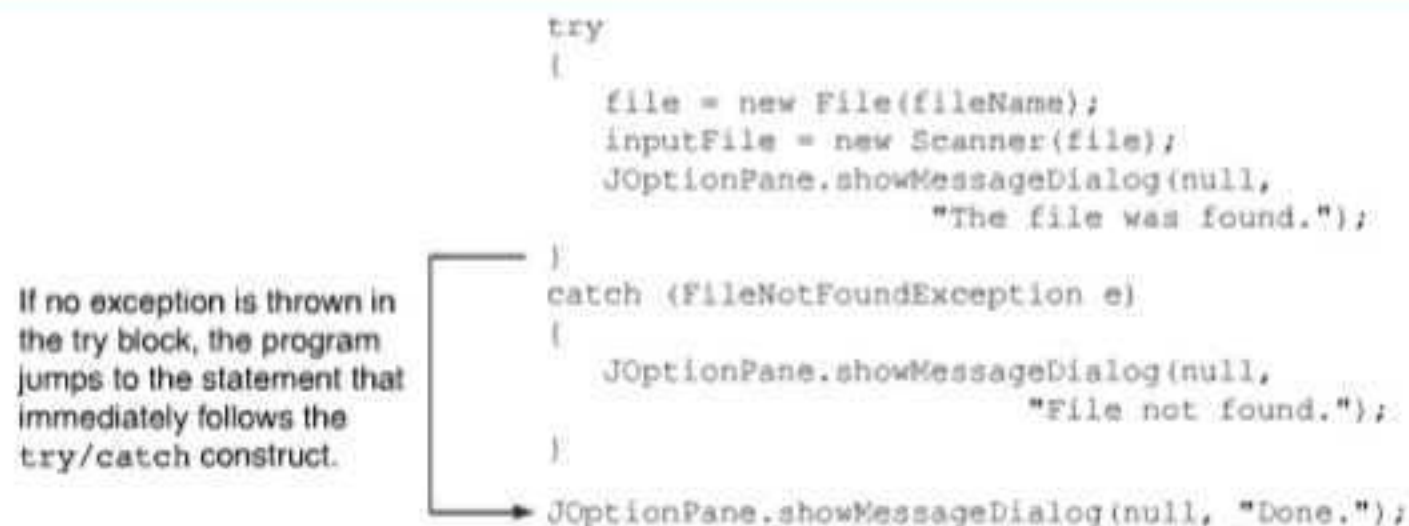 try
{
file = new File(fileName);
inputFile = new Scanner(file);
JOptionPane.showMessageDialog(null,
"The file was found.");
}
catch (FileNotFoundException e)
{
JOptionPane.showMessageDialog(null,
"File not found.");
}
JOptionPane.showMessageDialog(null, "Done.");
If no exception is thrown in
the try block, the program
jumps to the statement that
immediately follows the
try/catch construct.